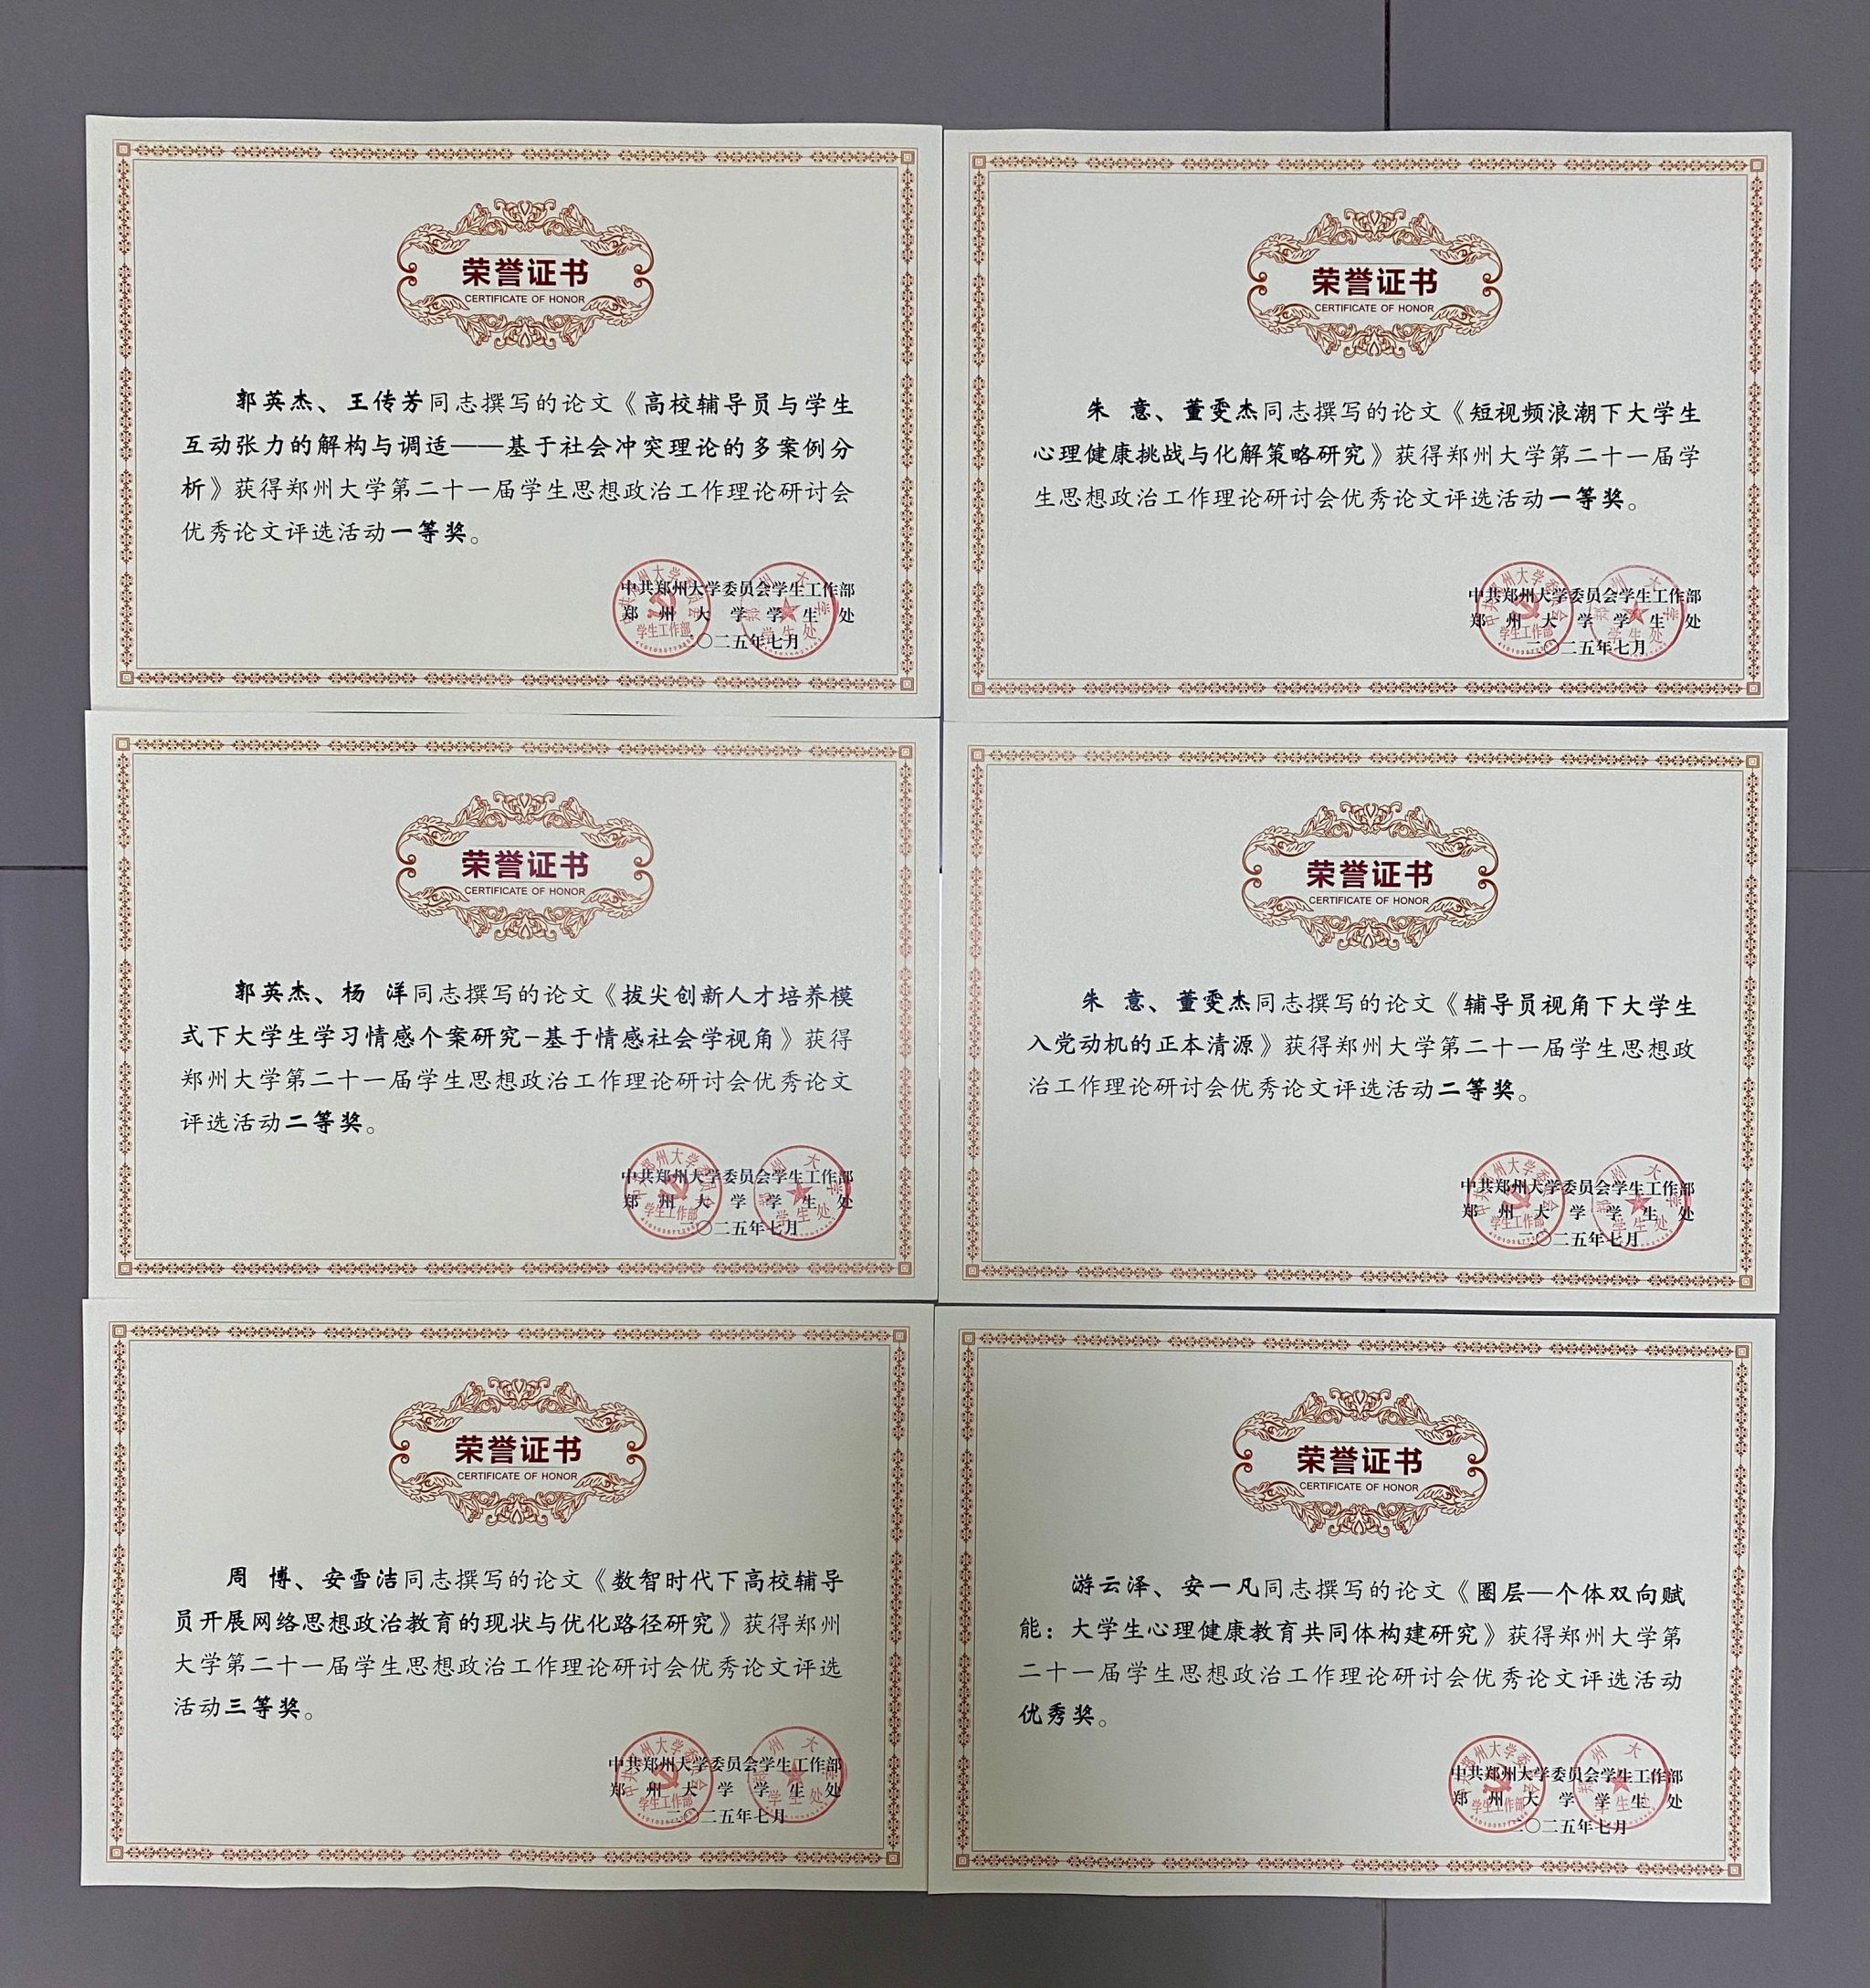 荣誉证书
CERTIFICATE OF HONOR
郭英杰、王传芳同志撰写的论文《高校辅导员与学生
互动张力的解构与调适——基于社会冲突理论的多案例分
析》获得郑州大学第二十一届学生思想政治工作理论研讨会
优秀论文评选活动一等奖。
中共郑州大学委员会学生工作部
郑州大学学生处
二〇二五年七月
荣誉证书
CERTIFICATE OF HONOR
朱 意、董雯杰同志撰写的论文《短视频浪潮下大学生
心理健康挑战与化解策略研究》获得郑州大学第二十一届学
生思想政治工作理论研讨会优秀论文评选活动一等奖。
中共郑州大学委员会学生工作部
郑州大学学生处
二〇二五年七月
荣誉证书
CERTIFICATE OF HONOR
郭英杰、杨 洋同志撰写的论文《拔尖创新人才培养模
式下大学生学习情感个案研究–基于情感社会学视角》获得
郑州大学第二十一届学生思想政治工作理论研讨会优秀论文
评选活动二等奖。
中共郑州大学委员会学生工作部
郑州大学学生处
二〇二五年七月
荣誉证书
CERTIFICATE OF HONOR
朱 意、董雯杰同志撰写的论文《辅导员视角下大学生
入党动机的正本清源》获得郑州大学第二十一届学生思想政
治工作理论研讨会优秀论文评选活动二等奖。
中共郑州大学委员会学生工作部
郑州大学学生处
二〇二五年七月
荣誉证书
CERTIFICATE OF HONOR
周 博、安雪洁同志撰写的论文《数智时代下高校辅导
员开展网络思想政治教育的现状与优化路径研究》获得郑州
大学第二十一届学生思想政治工作理论研讨会优秀论文评选
活动三等奖。
中共郑州大学委员会学生工作部
郑州大学学生处
二〇二五年七月
荣誉证书
CERTIFICATE OF HONOR
游云泽、安一凡同志撰写的论文《圈层—个体双向赋
能：大学生心理健康教育共同体构建研究》获得郑州大学第
二十一届学生思想政治工作理论研讨会优秀论文评选活动
优秀奖。
中共郑州大学委员会学生工作部
郑州大学学生处
二〇二五年七月